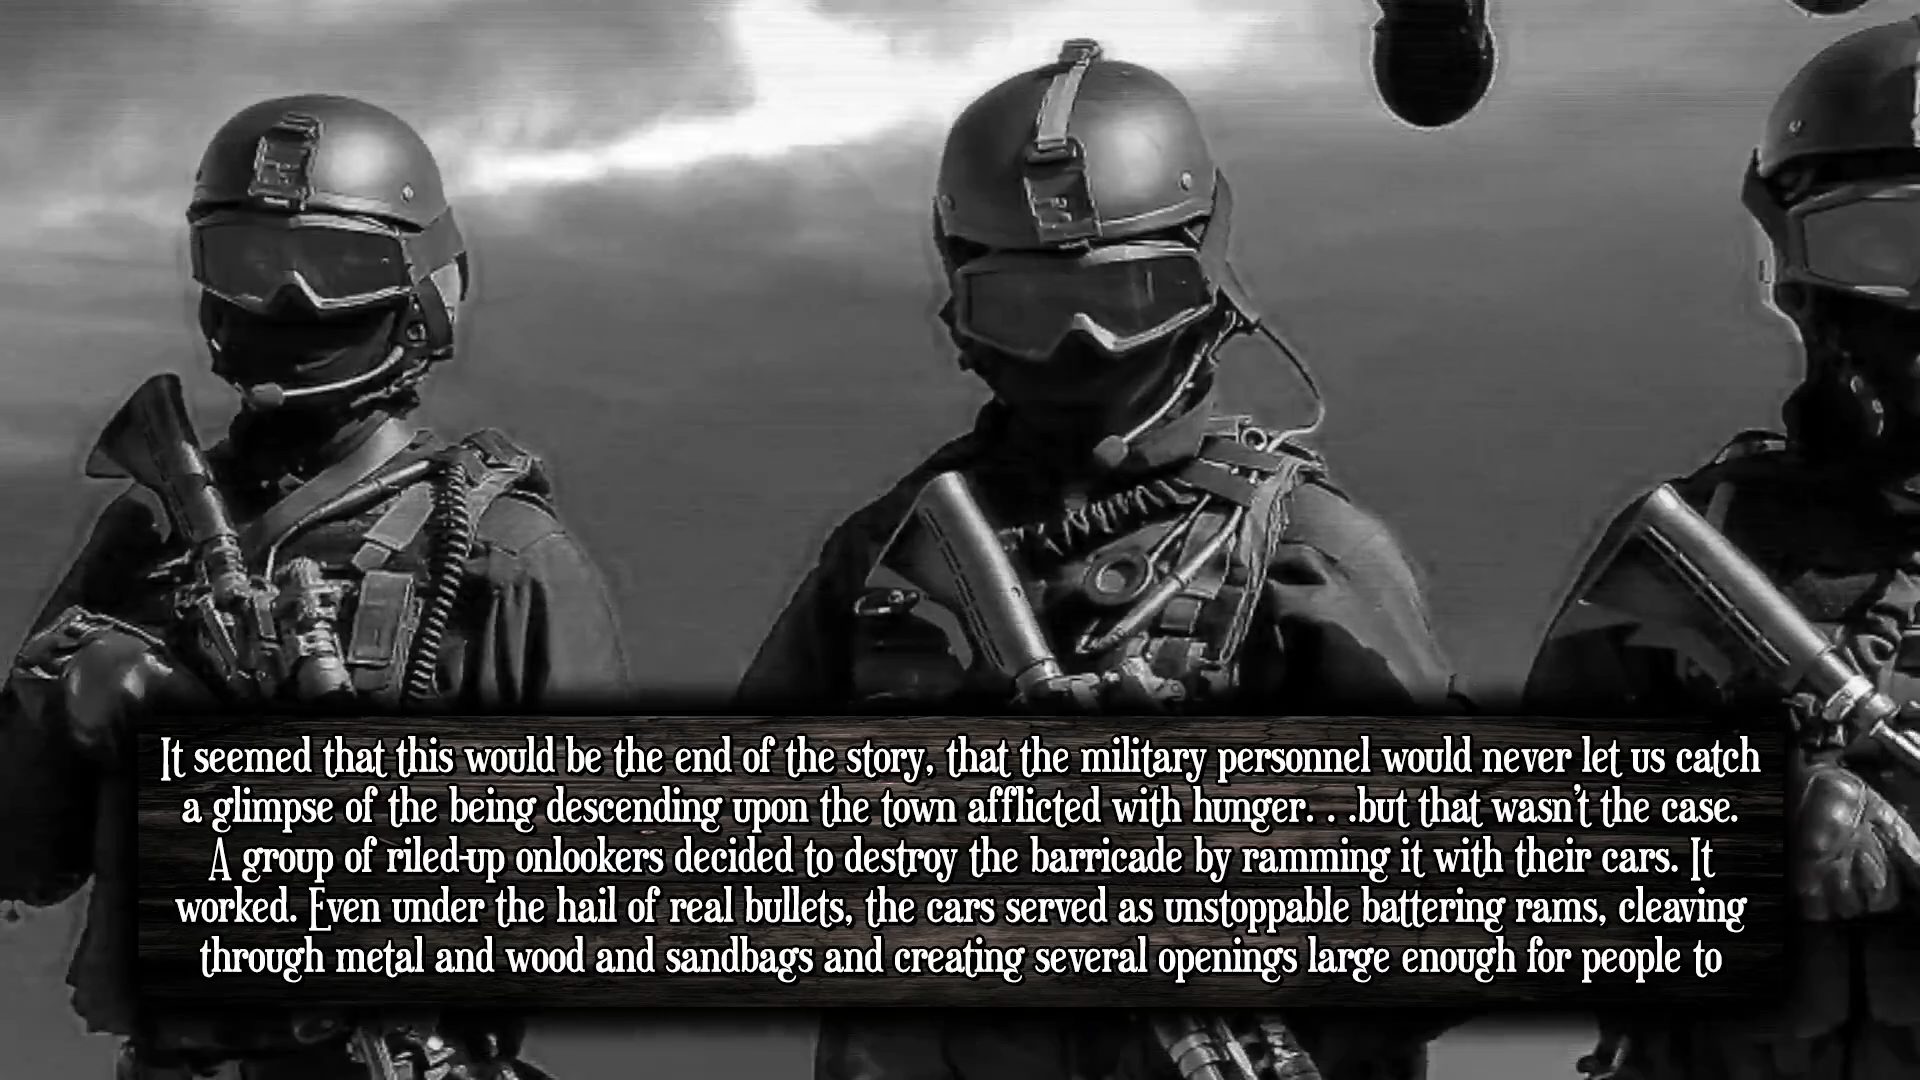 It seemed that this would be the end of the story, that the military personnel would never let us catch
a glimpse of the being descending upon the town afflicted with hunger. . .but that wasn't the case.
A group of riled-up onlookers decided to destroy the barricade by ramming it with their cars. It
worked. Even under the hail of real bullets, the cars served as unstoppable battering rams, cleaving
through metal and wood and sandbags and creating several openings large enough for people to